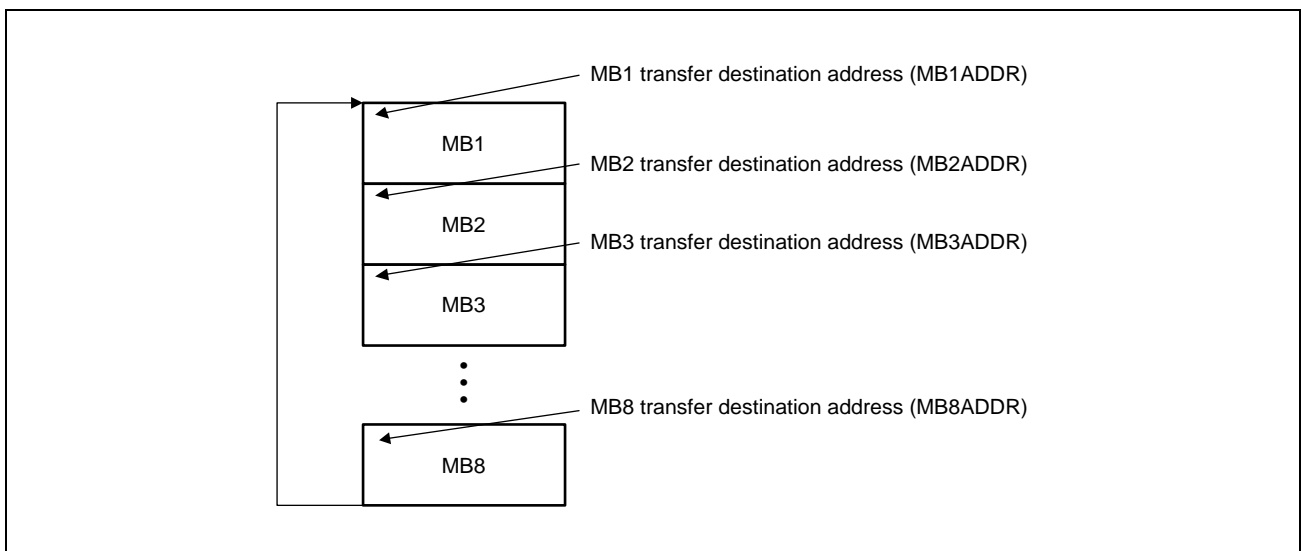 MB1 transfer destination address (MB1ADDR)
MB1
MB2 transfer destination address (MB2ADDR)
MB2
MB3 transfer destination address (MB3ADDR)
MB3
MB8 transfer destination address (MB8ADDR)
MB8